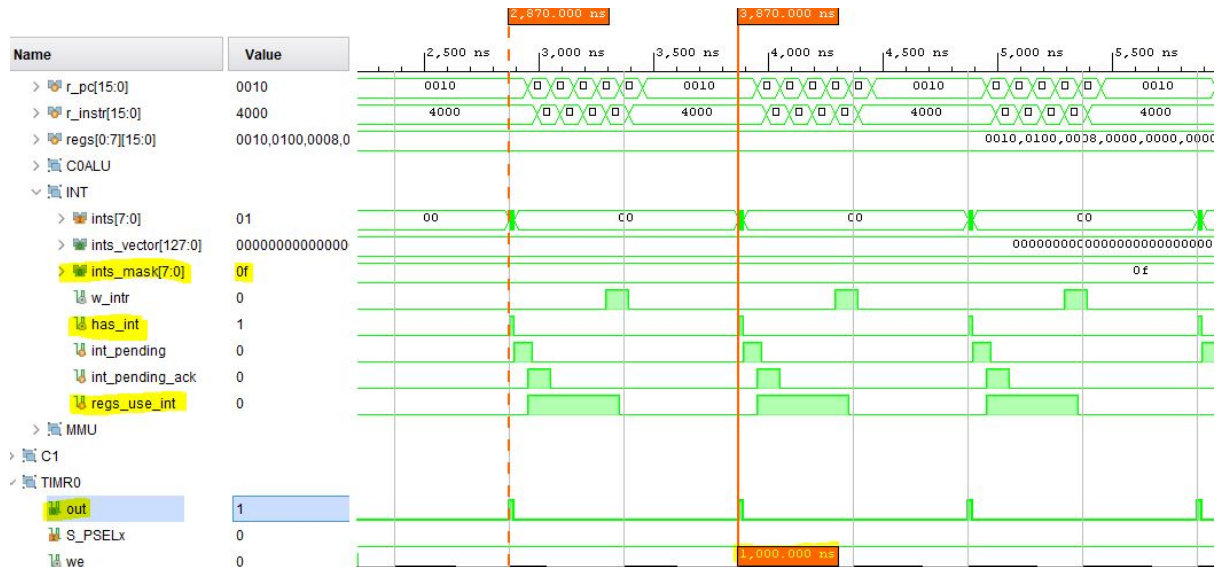 2,870.000 ns 3,870.000 ns
Name Value 2,500 ns 3,000 ns 3,500 ns 4,000 ns 4,500 ns 5,000 ns 5,500 ns
r_pc[15:0] 0010 0010 0010 0010 0010
r_instr[15:0] 4000 4000 4000 4000 4000
regs[0:7][15:0] 0010,0100,0008,0 0010,0100,0008,0000,0000,0000
C0ALU
INT
ints[7:0] 01 00 00 00 00
ints_vector[127:0] 00000000000000 0000000000000000000000000
ints_mask[7:0] 0f 0f
w_intr 0
has_int 1
int_pending 0
int_pending_ack 0
regs_use_int 0
MMU
C1
TIMR0
out 1
S_PSELx 0
we 0 1,000.000 ns